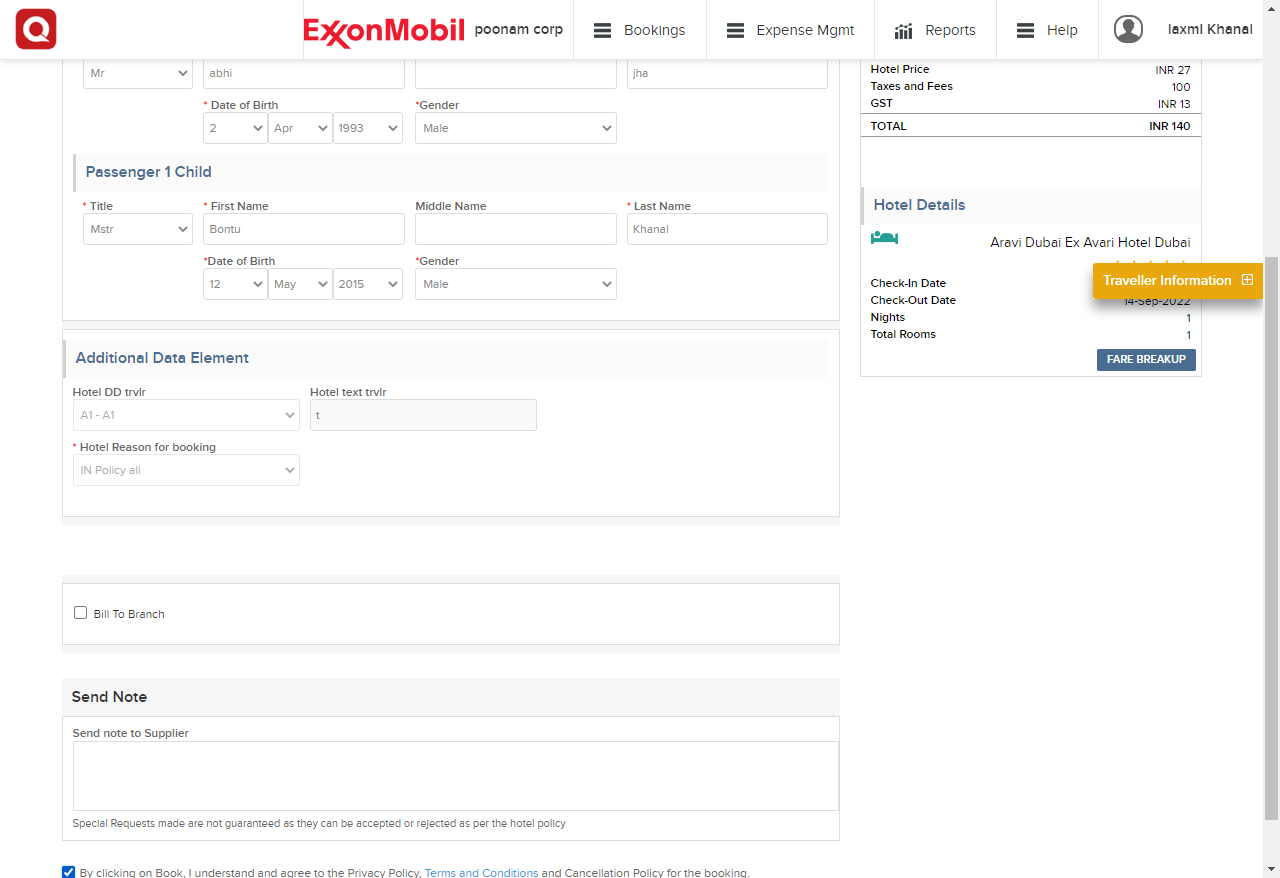 Q
ExxonMobil
poonam corp
Bookings
Expense Mgmt
Reports
Help
laxmi Khanal
Mr
abhi
jha
* Date of Birth
*Gender
2
Apr
1993
Male
Passenger 1 Child
* Title
* First Name
Middle Name
* Last Name
Mstr
Bontu
Khanal
*Date of Birth
*Gender
12
May
2015
Male
Additional Data Element
Hotel DD trvlr
Hotel text trvlr
A1 - A1
t
* Hotel Reason for booking
IN Policy all
Bill To Branch
Send Note
Send note to Supplier
Special Requests made are not guaranteed as they can be accepted or rejected as per the hotel policy
By clicking on Book, I understand and agree to the Privacy Policy, Terms and Conditions and Cancellation Policy for the booking.
Hotel Price INR 27
Taxes and Fees 100
GST INR 13
TOTAL INR 140
Hotel Details
Aravi Dubai Ex Avari Hotel Dubai
Traveller Information
Check-In Date
Check-Out Date 14-Sep-2022
Nights 1
Total Rooms 1
FARE BREAKUP